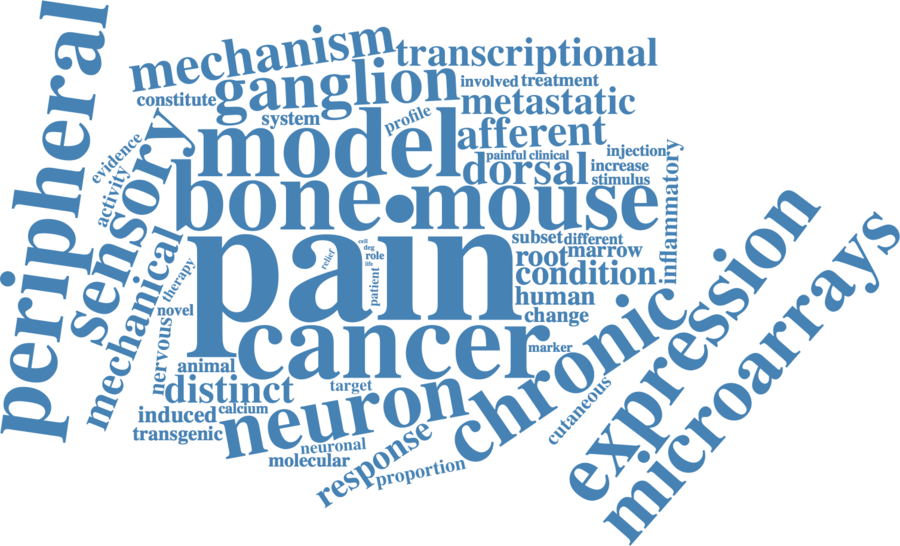 peripheral
mechanism
transcriptional
ganglion
involved
treatment
constitute
metastatic
system
profile
afferent
evidence
sensory
model
painful
clinical
injection
dorsal
increase
inflammatory
activity
stimulus
bone
•
mouse
subset
different
mechanical
pain
cell
deg
role
life
relief
patient
root
marrow
condition
therapy
human
novel
change
expression
microarrays
cancer
chronic
marker
nervous
animal
distinct
target
cutaneous
induced
calcium
neuron
transgenic
neuronal
response
molecular
proportion